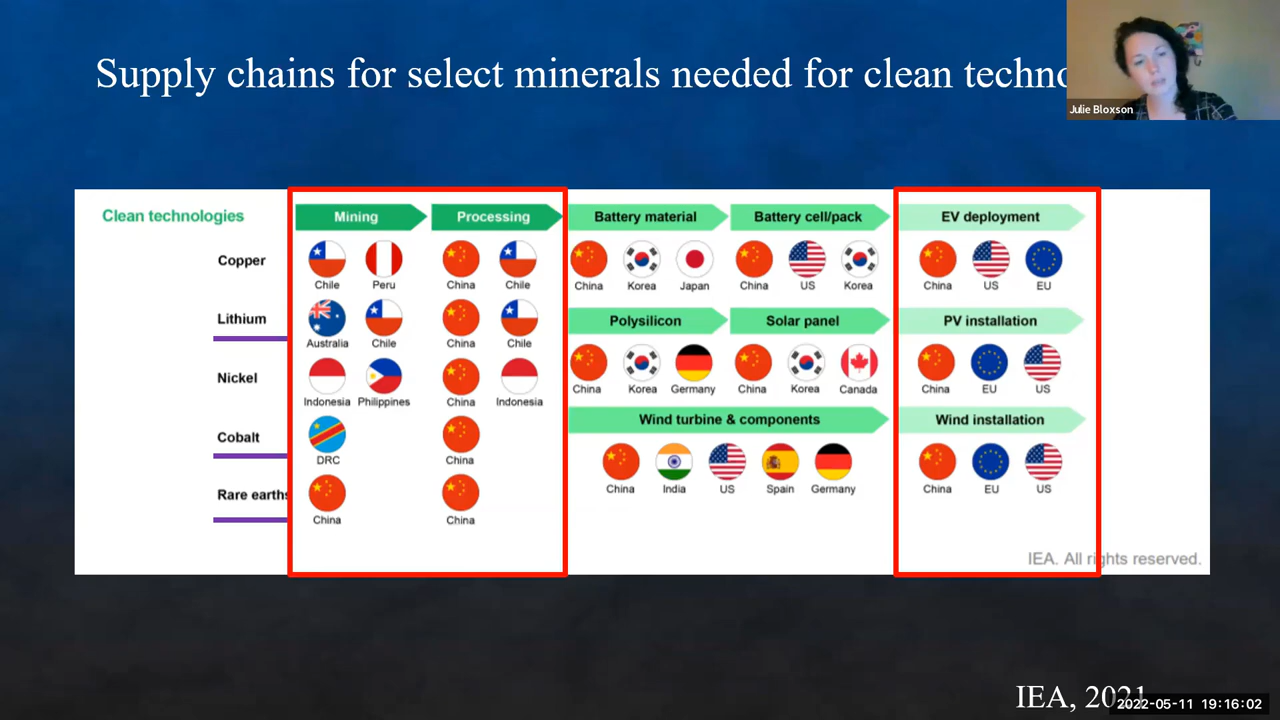 Supply chains for select minerals needed for clean techno
Julie Bloxson
Clean technologies
Mining
Processing
Battery material
Battery cell/pack
EV deployment
Copper
Chile
Peru
China
Chile
China
Korea
Japan
China
US
Korea
China
US
EU
Lithium
Australia
Chile
China
Chile
Polysilicon
Solar panel
PV installation
China
Korea
Germany
China
Korea
Canada
China
EU
US
Nickel
Indonesia
Philippines
China
Indonesia
Wind turbine & components
Wind installation
China
India
US
Spain
Germany
China
EU
US
Cobalt
DRC
China
Rare earths
China
China
IEA. All rights reserved.
IEA, 2021
2022-05-11 19:16:02